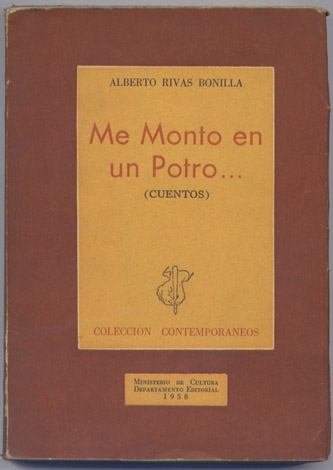 ALBERTO RIVAS BONILLA
Me Monto en
un Potro...
(CUENTOS)
COLECCION CONTEMPORANEOS
MINISTERIO DE CULTURA
DEPARTAMENTO EDITORIAL
1958